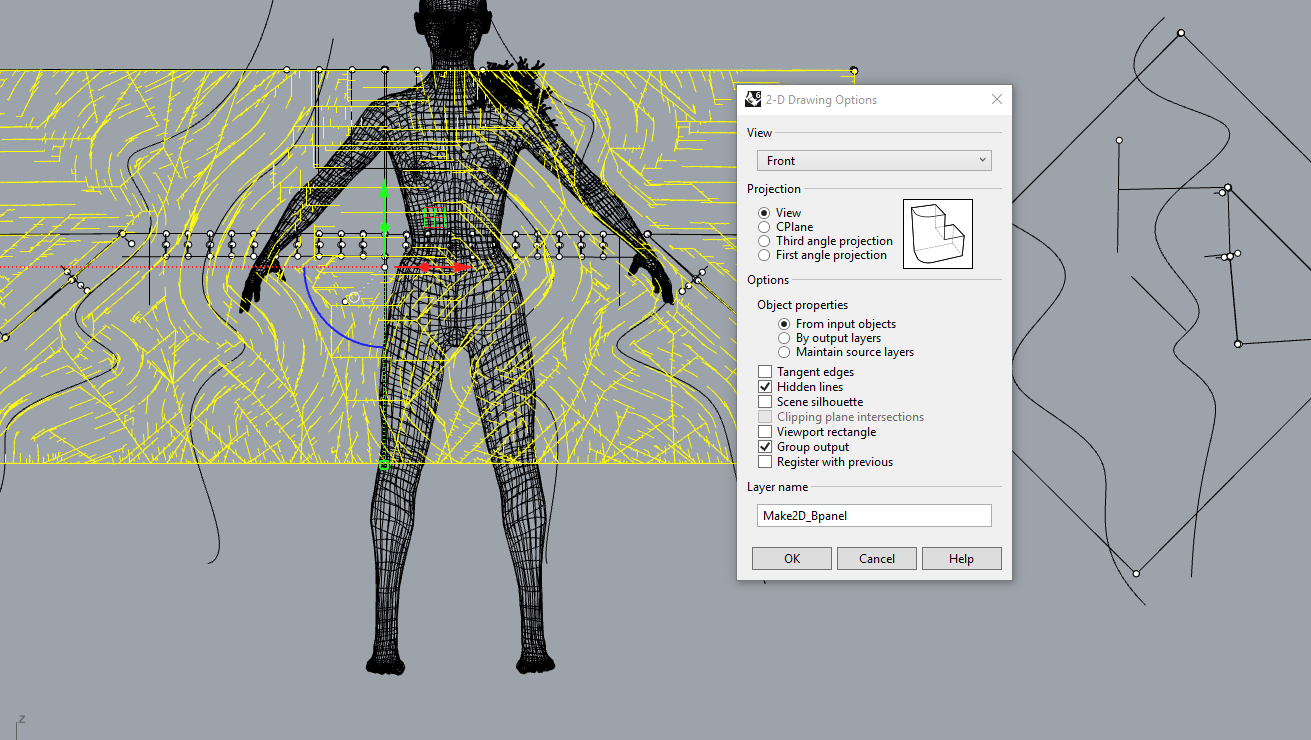 2-D Drawing Options
View
Front
Projection
View
CPlane
Third angle projection
First angle projection
Options
Object properties
From input objects
By output layers
Maintain source layers
Tangent edges
Hidden lines
Scene silhouette
Clipping plane intersections
Viewport rectangle
Group output
Register with previous
Layer name
Make2D_Bpanel
OK Cancel Help
z